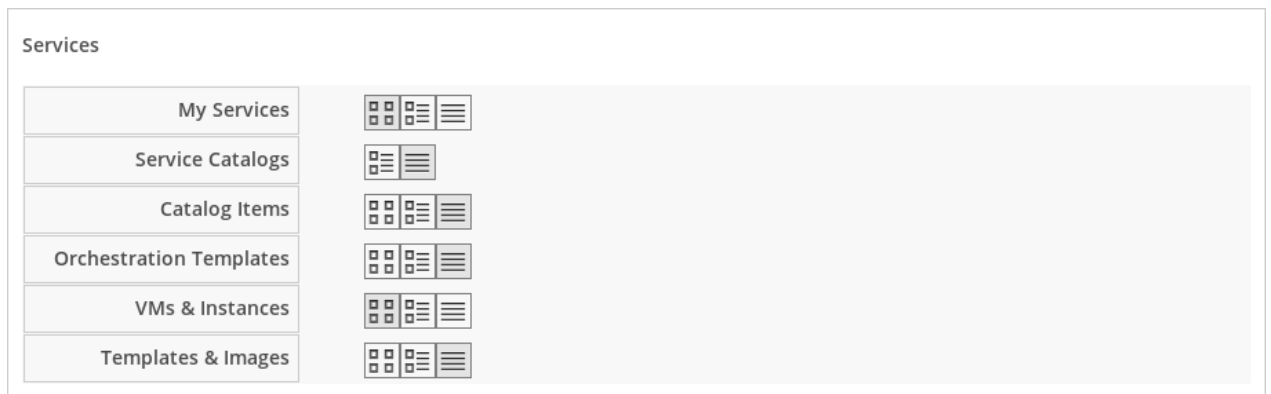 Services
My Services
Service Catalogs
Catalog Items
Orchestration Templates
VMs & Instances
Templates & Images